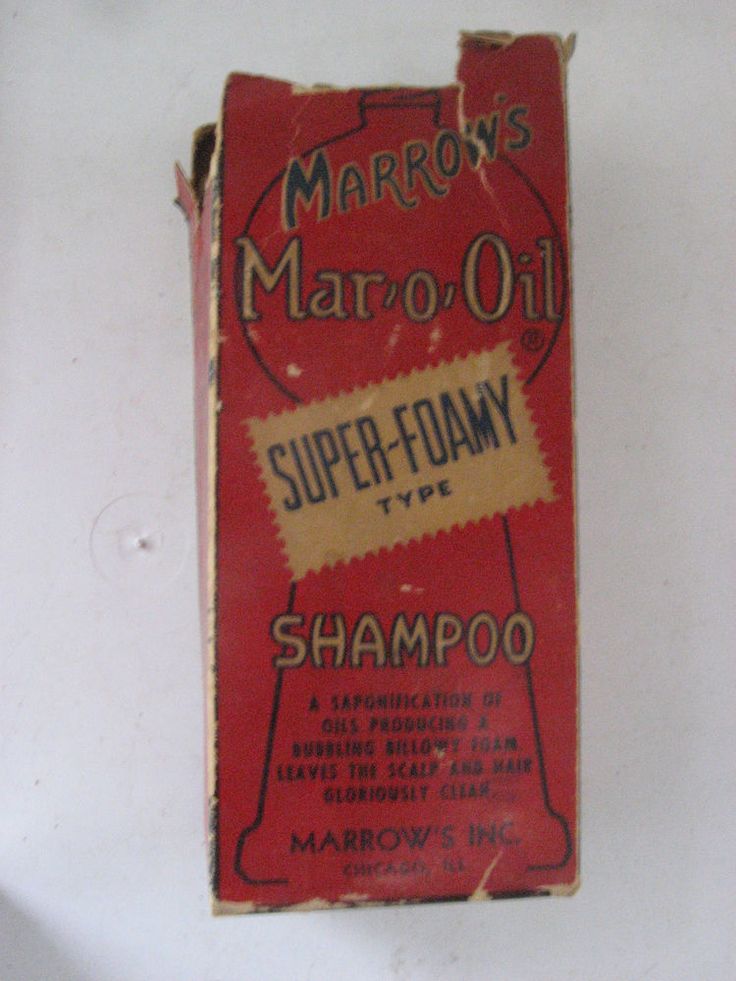 MARROW'S
Mar'o'Oil
®
SUPER-FOAMY
TYPE
SHAMPOO
A SAPONIFICATION OF
OILS PRODUCING A
BUBBLING BILLOWY FOAM
LEAVES THE SCALP AND HAIR
GLORIOUSLY CLEAN...
MARROW'S INC.
CHICAGO, ILL.